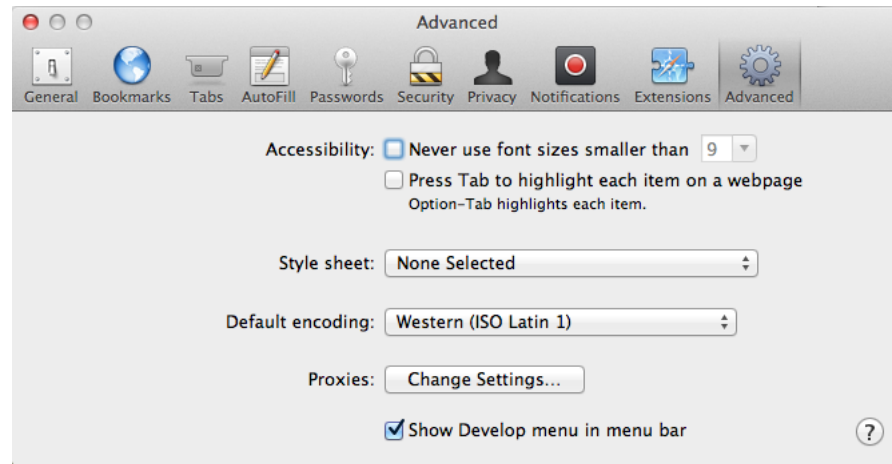 Advanced
General Bookmarks Tabs AutoFill Passwords Security Privacy Notifications Extensions Advanced
Accessibility: Never use font sizes smaller than 9
Press Tab to highlight each item on a webpage
Option-Tab highlights each item.
Style sheet: None Selected
Default encoding: Western (ISO Latin 1)
Proxies: Change Settings...
Show Develop menu in menu bar ?